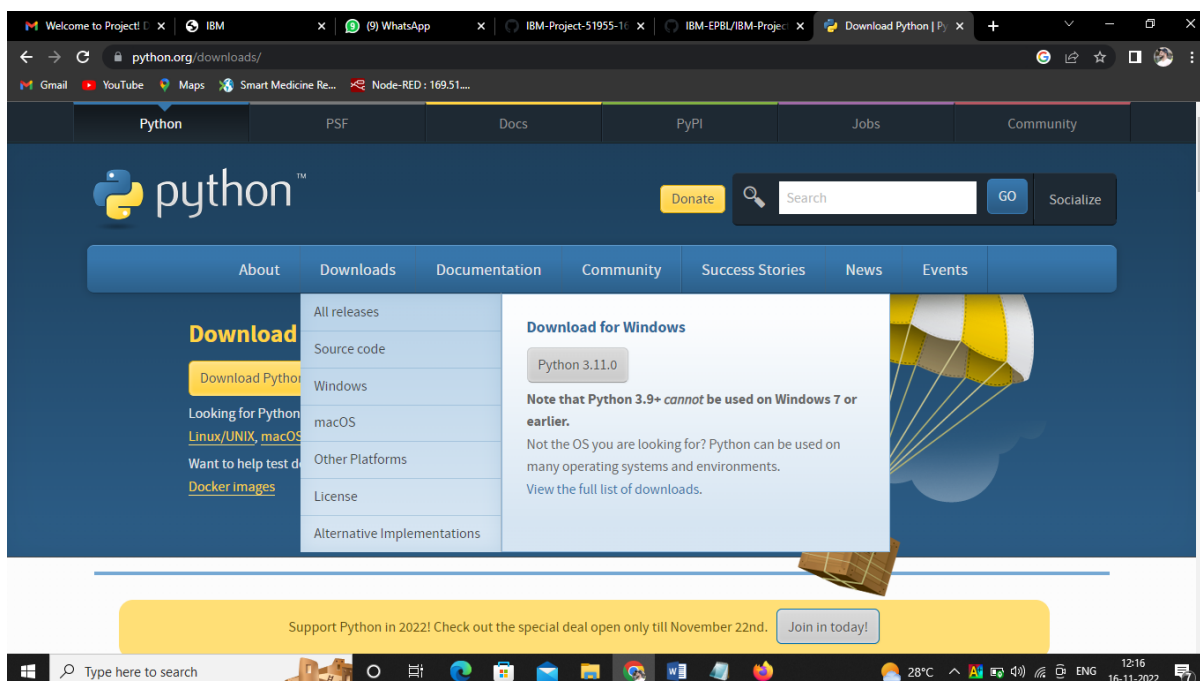 Welcome to Project! D
IBM
(9) WhatsApp
IBM-Project-51955-16
IBM-EPBL/IBM-Project
Download Python | Py
python.org/downloads/
Gmail
YouTube
Maps
Smart Medicine Re...
Node-RED : 169.51....
Python
PSF
Docs
PyPI
Jobs
Community
python™
Donate
Search
GO
Socialize
About
Downloads
Documentation
Community
Success Stories
News
Events
Download
Download Python
Looking for Python
Linux/UNIX, macOS
Want to help test d
Docker images
All releases
Source code
Windows
macOS
Other Platforms
License
Alternative Implementations
Download for Windows
Python 3.11.0
Note that Python 3.9+ cannot be used on Windows 7 or
earlier.
Not the OS you are looking for? Python can be used on
many operating systems and environments.
View the full list of downloads.
Support Python in 2022! Check out the special deal open only till November 22nd.
Join in today!
Type here to search
28°C
ENG
12:16
16-11-2022